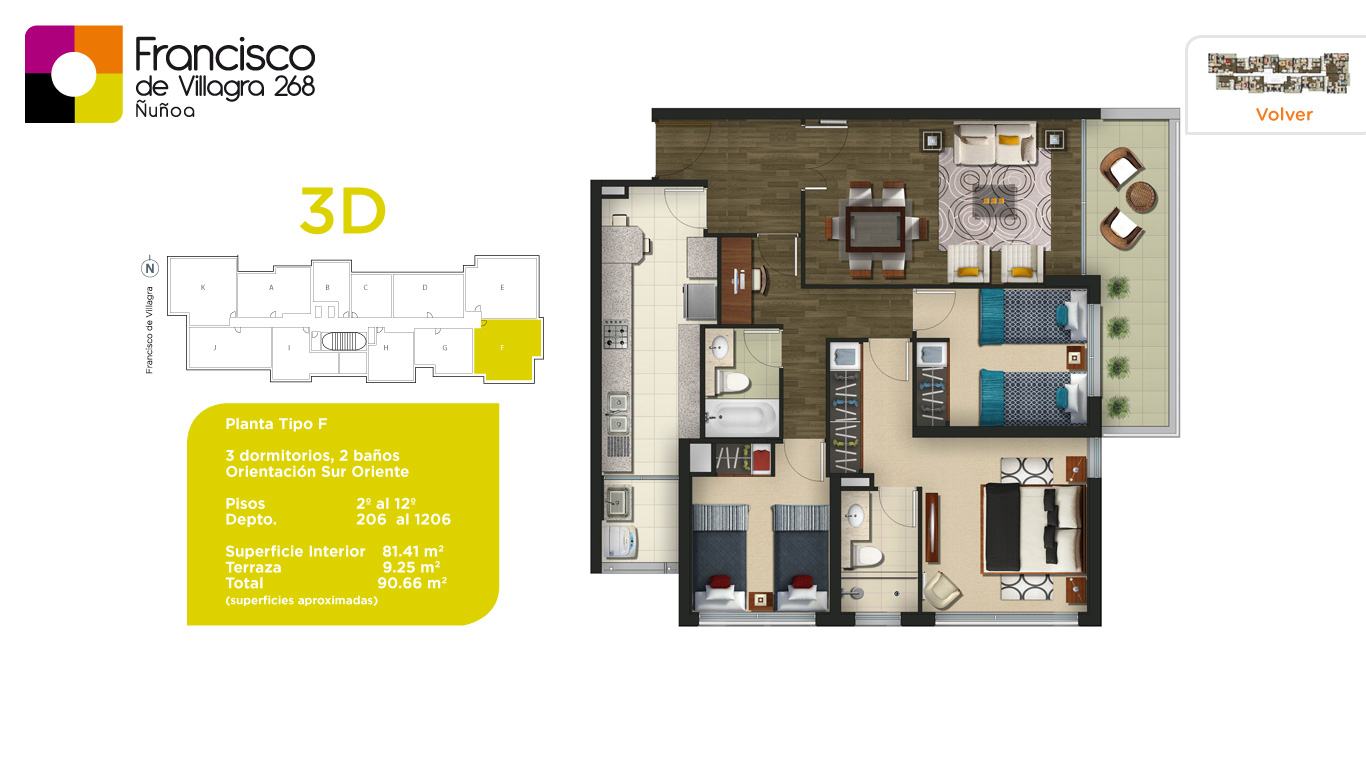 Francisco
de Villagra 268
Ñuñoa
Volver
3D
N
Francisco de Villagra
K
A
B
C
D
E
J
I
H
G
F
Planta Tipo F
3 dormitorios, 2 baños
Orientación Sur Oriente
Pisos 2º al 12º
Depto. 206 al 1206
Superficie Interior 81.41 m²
Terraza 9.25 m²
Total 90.66 m²
(superficies aproximadas)